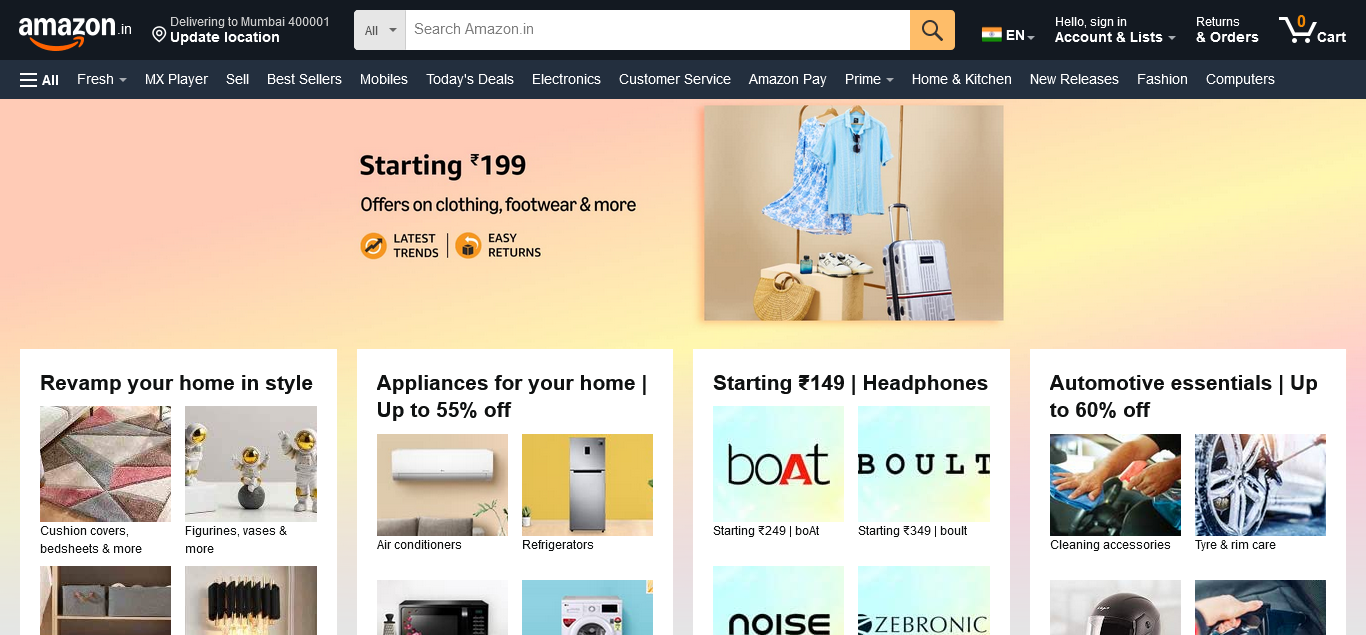 amazon.in
Delivering to Mumbai 400001
Update location
All
Search Amazon.in
EN
Hello, sign in
Account & Lists
Returns
& Orders
0
Cart
All
Fresh
MX Player
Sell
Best Sellers
Mobiles
Today's Deals
Electronics
Customer Service
Amazon Pay
Prime
Home & Kitchen
New Releases
Fashion
Computers
Starting ₹199
Offers on clothing, footwear & more
LATEST
TRENDS
EASY
RETURNS
Revamp your home in style
Cushion covers,
bedsheets & more
Figurines, vases &
more
Appliances for your home |
Up to 55% off
Air conditioners
Refrigerators
Starting ₹149 | Headphones
boAt
BOULT
Starting ₹249 | boAt
Starting ₹349 | boult
noise
ZEBRONIC
Automotive essentials | Up
to 60% off
Cleaning accessories
Tyre & rim care